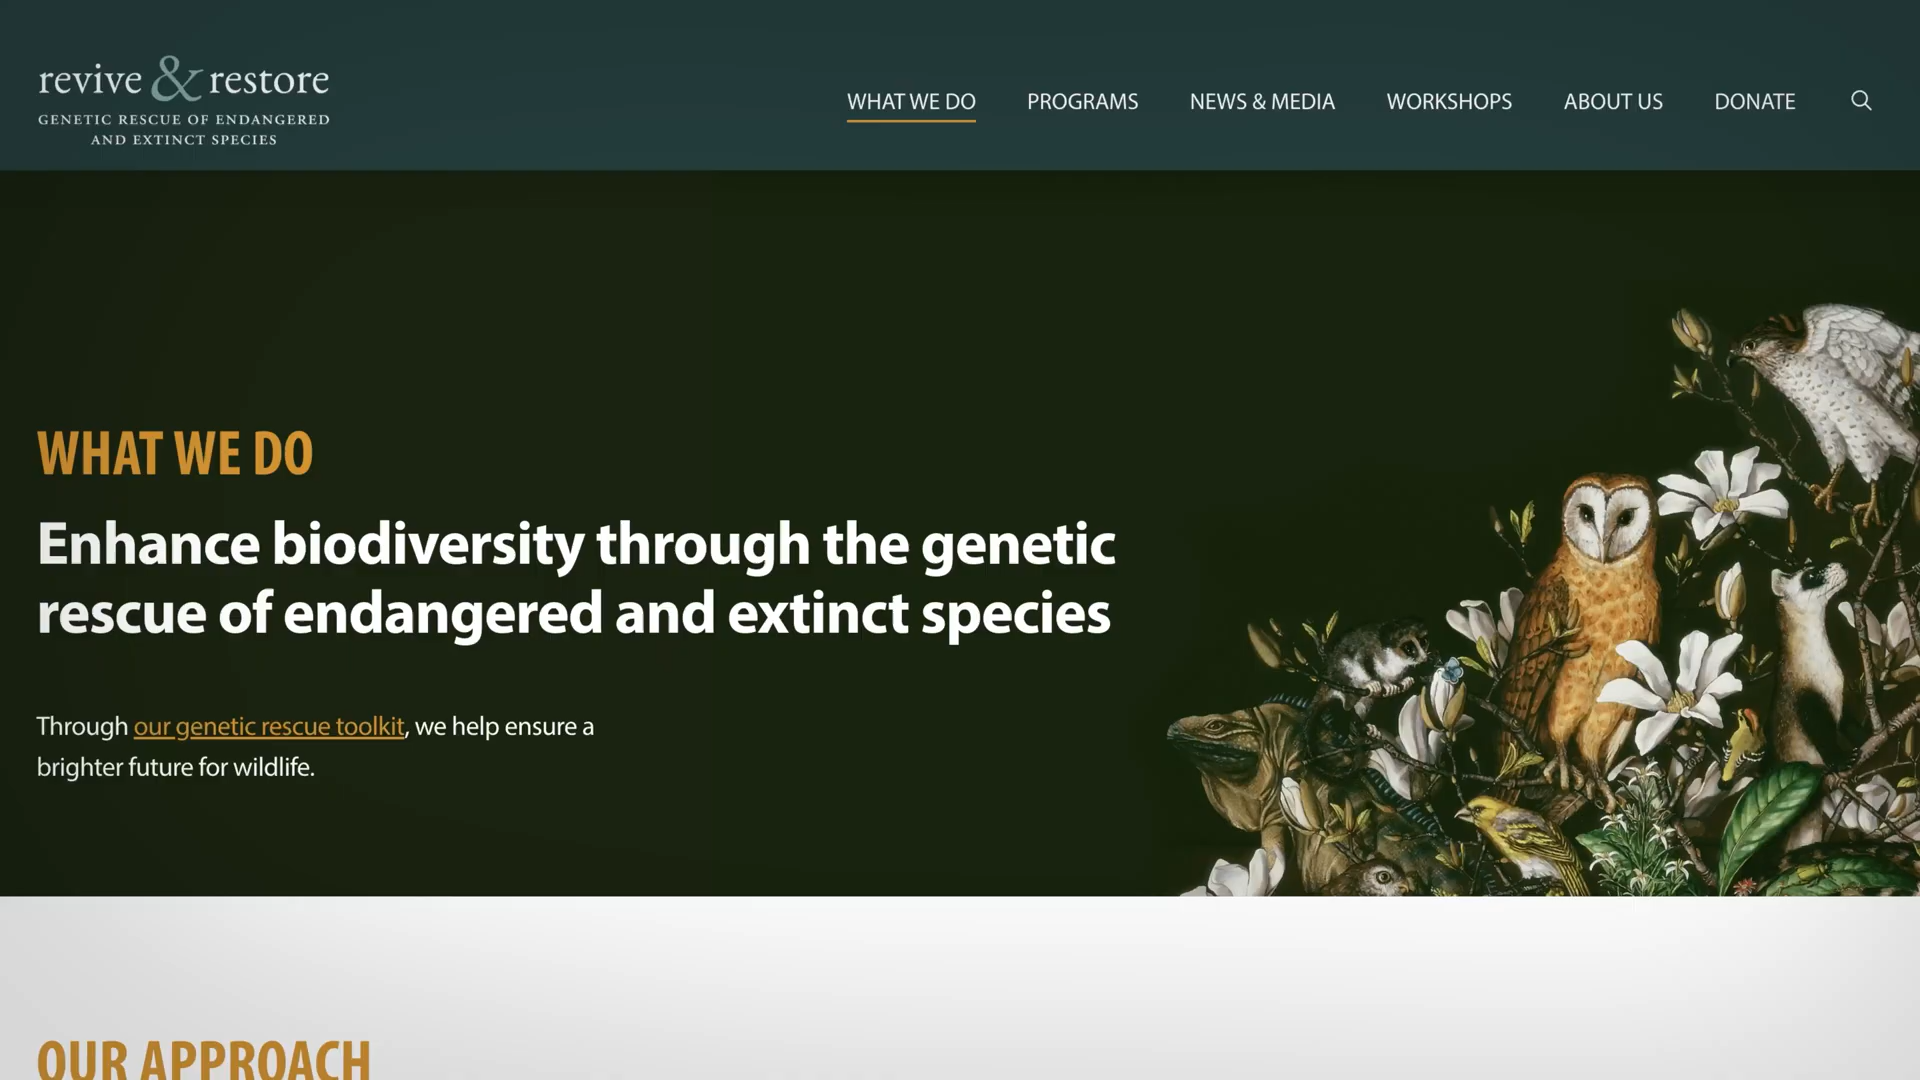 revive & restore
GENETIC RESCUE OF ENDANGERED
AND EXTINCT SPECIES
WHAT WE DO
PROGRAMS
NEWS & MEDIA
WORKSHOPS
ABOUT US
DONATE
WHAT WE DO
Enhance biodiversity through the genetic
rescue of endangered and extinct species
Through our genetic rescue toolkit, we help ensure a
brighter future for wildlife.
OUR APPROACH